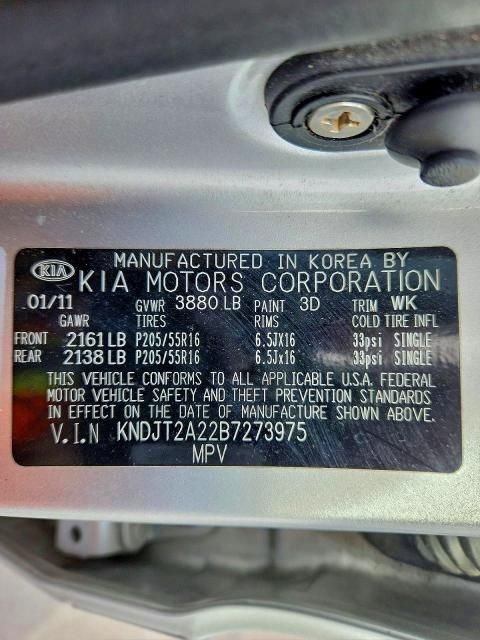 MANUFACTURED IN KOREA BY
KIA KIA MOTORS CORPORATION
01/11 GVWR 3880 LB PAINT 3D TRIM WK
GAWR TIRES RIMS COLD TIRE INFL
FRONT 2161 LB P205/55R16 6.5JX16 33psi SINGLE
REAR 2138 LB P205/55R16 6.5JX16 33psi SINGLE
THIS VEHICLE CONFORMS TO ALL APPLICABLE U.S.A. FEDERAL
MOTOR VEHICLE SAFETY AND THEFT PREVENTION STANDARDS
IN EFFECT ON THE DATE OF MANUFACTURE SHOWN ABOVE.
V.I.N KNDJT2A22B7273975
MPV